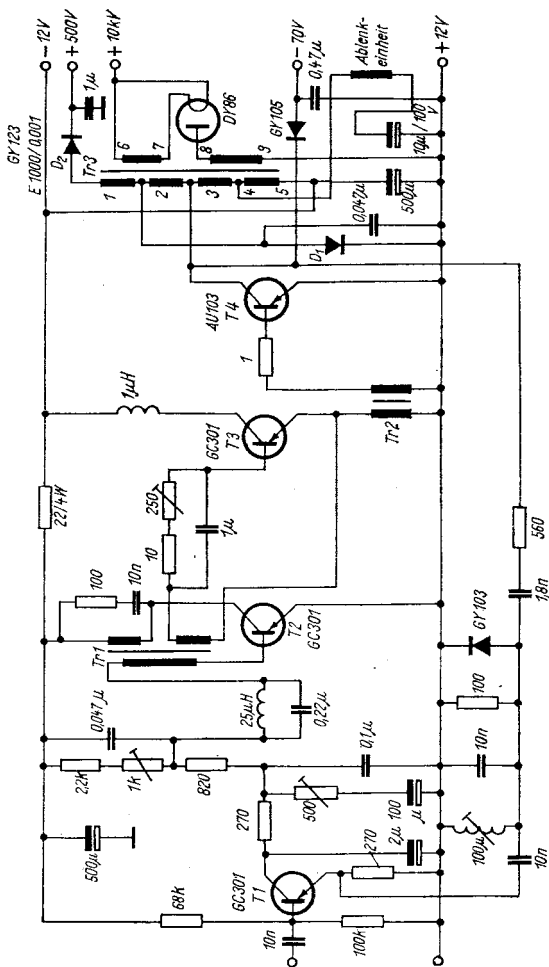 GY123
E 1000/0,001
– 12V
+ 500V
+ 10kV
– 70V
+ 12V
D2
1µ
Tr3
1
2
3
4
5
6
7
8
9
DY86
GY105
0,47µ
Ablenk-
einheit
10µ/100
V
500µ
0,047µ
D1
AU103
T4
1
1µH
GC301
T3
Tr2
250
10
1µ
22/4W
100
10n
Tr1
T2
GC301
25µH
0,22µ
0,047µ
2,2k
1k
820
0,1µ
270
500
100
µ
2µ
500µ
68k
GC301
T1
270
10n
100k
100µ
10n
10n
100
GY103
1,8n
560